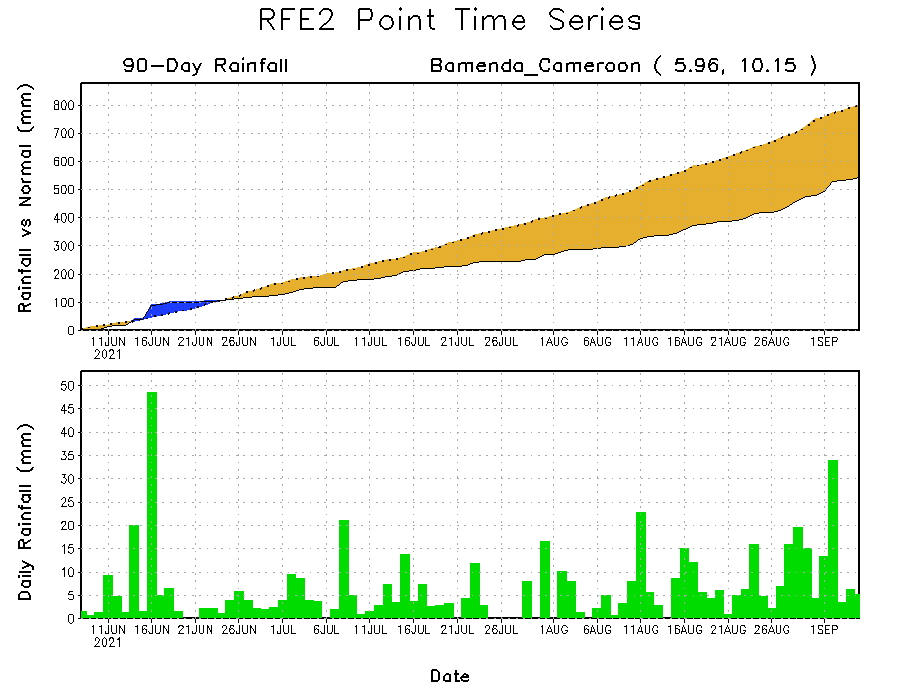 RFE2 Point Time Series
90-Day Rainfall
Bamenda_Cameroon ( 5.96, 10.15 )
Rainfall vs Normal (mm)
800
700
600
500
400
300
200
100
0
11JUN 16JUN 21JUN 26JUN 1JUL 6JUL 11JUL 16JUL 21JUL 26JUL 1AUG 6AUG 11AUG 16AUG 21AUG 26AUG 1SEP
2021
Daily Rainfall (mm)
50
45
40
35
30
25
20
15
10
5
0
11JUN 16JUN 21JUN 26JUN 1JUL 6JUL 11JUL 16JUL 21JUL 26JUL 1AUG 6AUG 11AUG 16AUG 21AUG 26AUG 1SEP
2021
Date